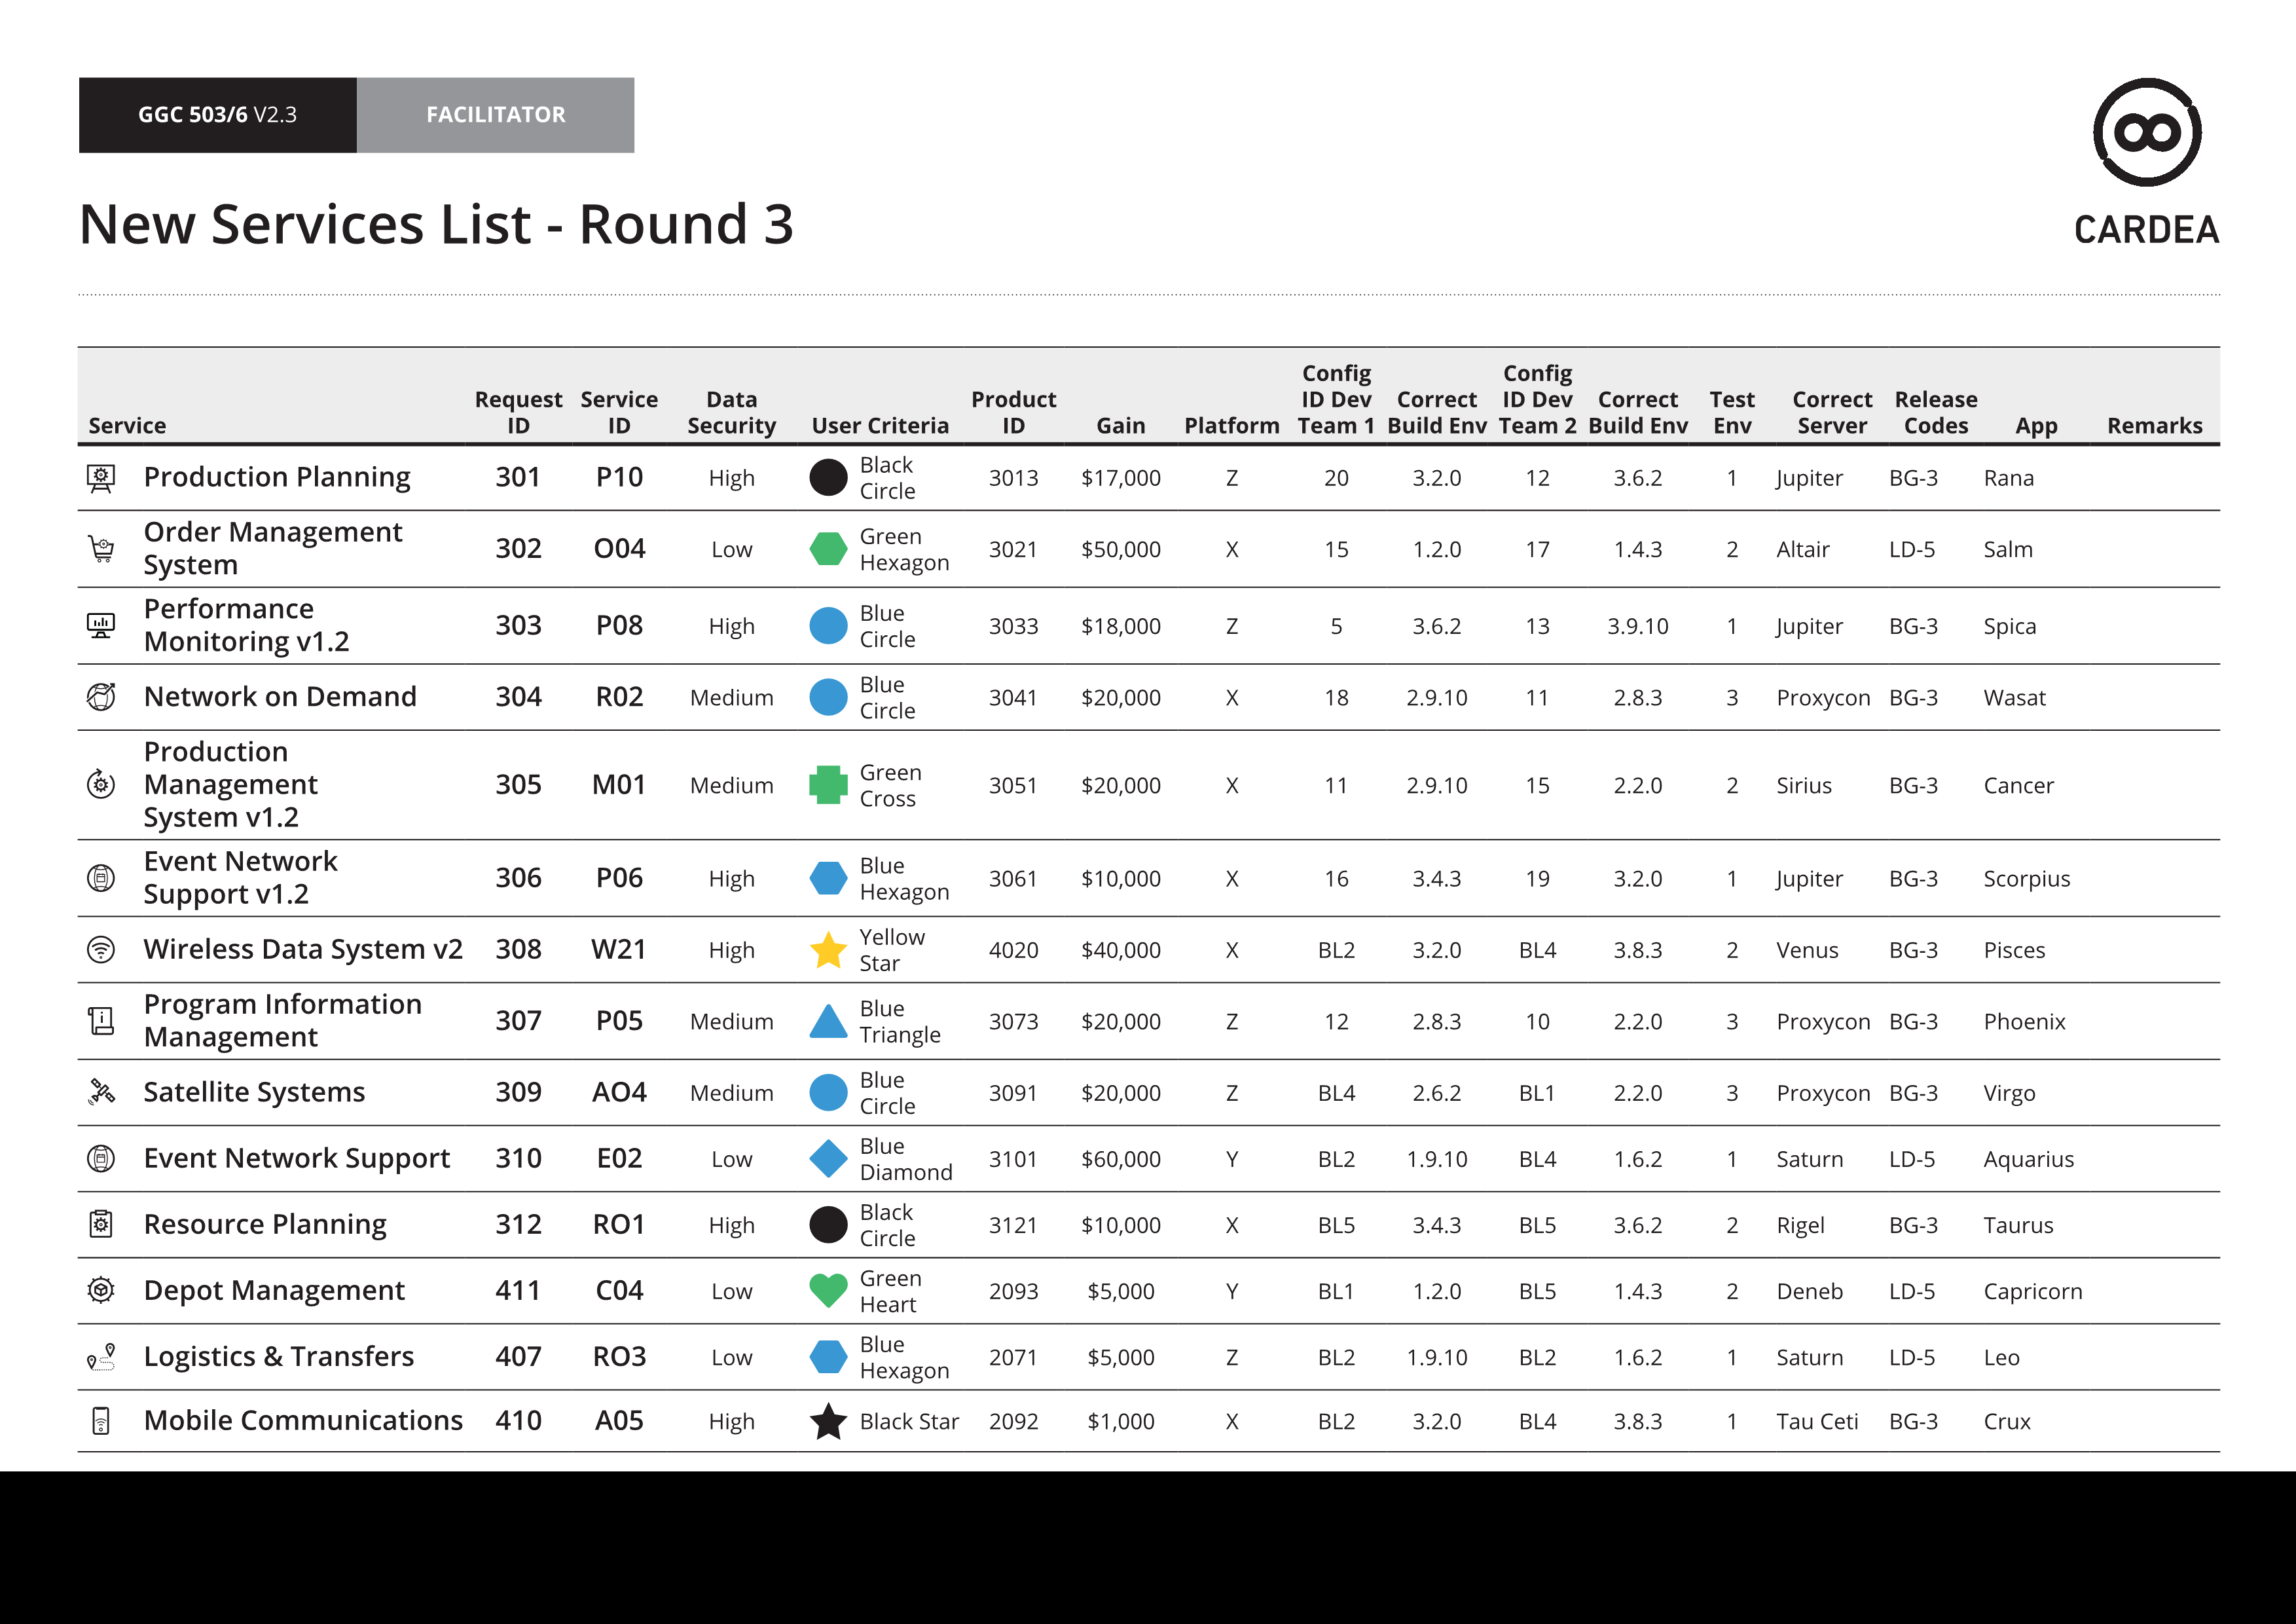 GGC 503/6 V2.3
FACILITATOR
CARDEA
New Services List - Round 3
Service
Request ID
Service ID
Data Security
User Criteria
Product ID
Gain
Platform
Config ID Dev Team 1
Correct Build Env
Config ID Dev Team 2
Correct Build Env
Test Env
Correct Server
Release Codes
App
Remarks
Production Planning 301 P10 High Black Circle 3013 $17,000 Z 20 3.2.0 12 3.6.2 1 Jupiter BG-3 Rana
Order Management System 302 O04 Low Green Hexagon 3021 $50,000 X 15 1.2.0 17 1.4.3 2 Altair LD-5 Salm
Performance Monitoring v1.2 303 P08 High Blue Circle 3033 $18,000 Z 5 3.6.2 13 3.9.10 1 Jupiter BG-3 Spica
Network on Demand 304 R02 Medium Blue Circle 3041 $20,000 X 18 2.9.10 11 2.8.3 3 Proxycon BG-3 Wasat
Production Management System v1.2 305 M01 Medium Green Cross 3051 $20,000 X 11 2.9.10 15 2.2.0 2 Sirius BG-3 Cancer
Event Network Support v1.2 306 P06 High Blue Hexagon 3061 $10,000 X 16 3.4.3 19 3.2.0 1 Jupiter BG-3 Scorpius
Wireless Data System v2 308 W21 High Yellow Star 4020 $40,000 X BL2 3.2.0 BL4 3.8.3 2 Venus BG-3 Pisces
Program Information Management 307 P05 Medium Blue Triangle 3073 $20,000 Z 12 2.8.3 10 2.2.0 3 Proxycon BG-3 Phoenix
Satellite Systems 309 AO4 Medium Blue Circle 3091 $20,000 Z BL4 2.6.2 BL1 2.2.0 3 Proxycon BG-3 Virgo
Event Network Support 310 E02 Low Blue Diamond 3101 $60,000 Y BL2 1.9.10 BL4 1.6.2 1 Saturn LD-5 Aquarius
Resource Planning 312 RO1 High Black Circle 3121 $10,000 X BL5 3.4.3 BL5 3.6.2 2 Rigel BG-3 Taurus
Depot Management 411 C04 Low Green Heart 2093 $5,000 Y BL1 1.2.0 BL5 1.4.3 2 Deneb LD-5 Capricorn
Logistics & Transfers 407 RO3 Low Blue Hexagon 2071 $5,000 Z BL2 1.9.10 BL2 1.6.2 1 Saturn LD-5 Leo
Mobile Communications 410 A05 High Black Star 2092 $1,000 X BL2 3.2.0 BL4 3.8.3 1 Tau Ceti BG-3 Crux